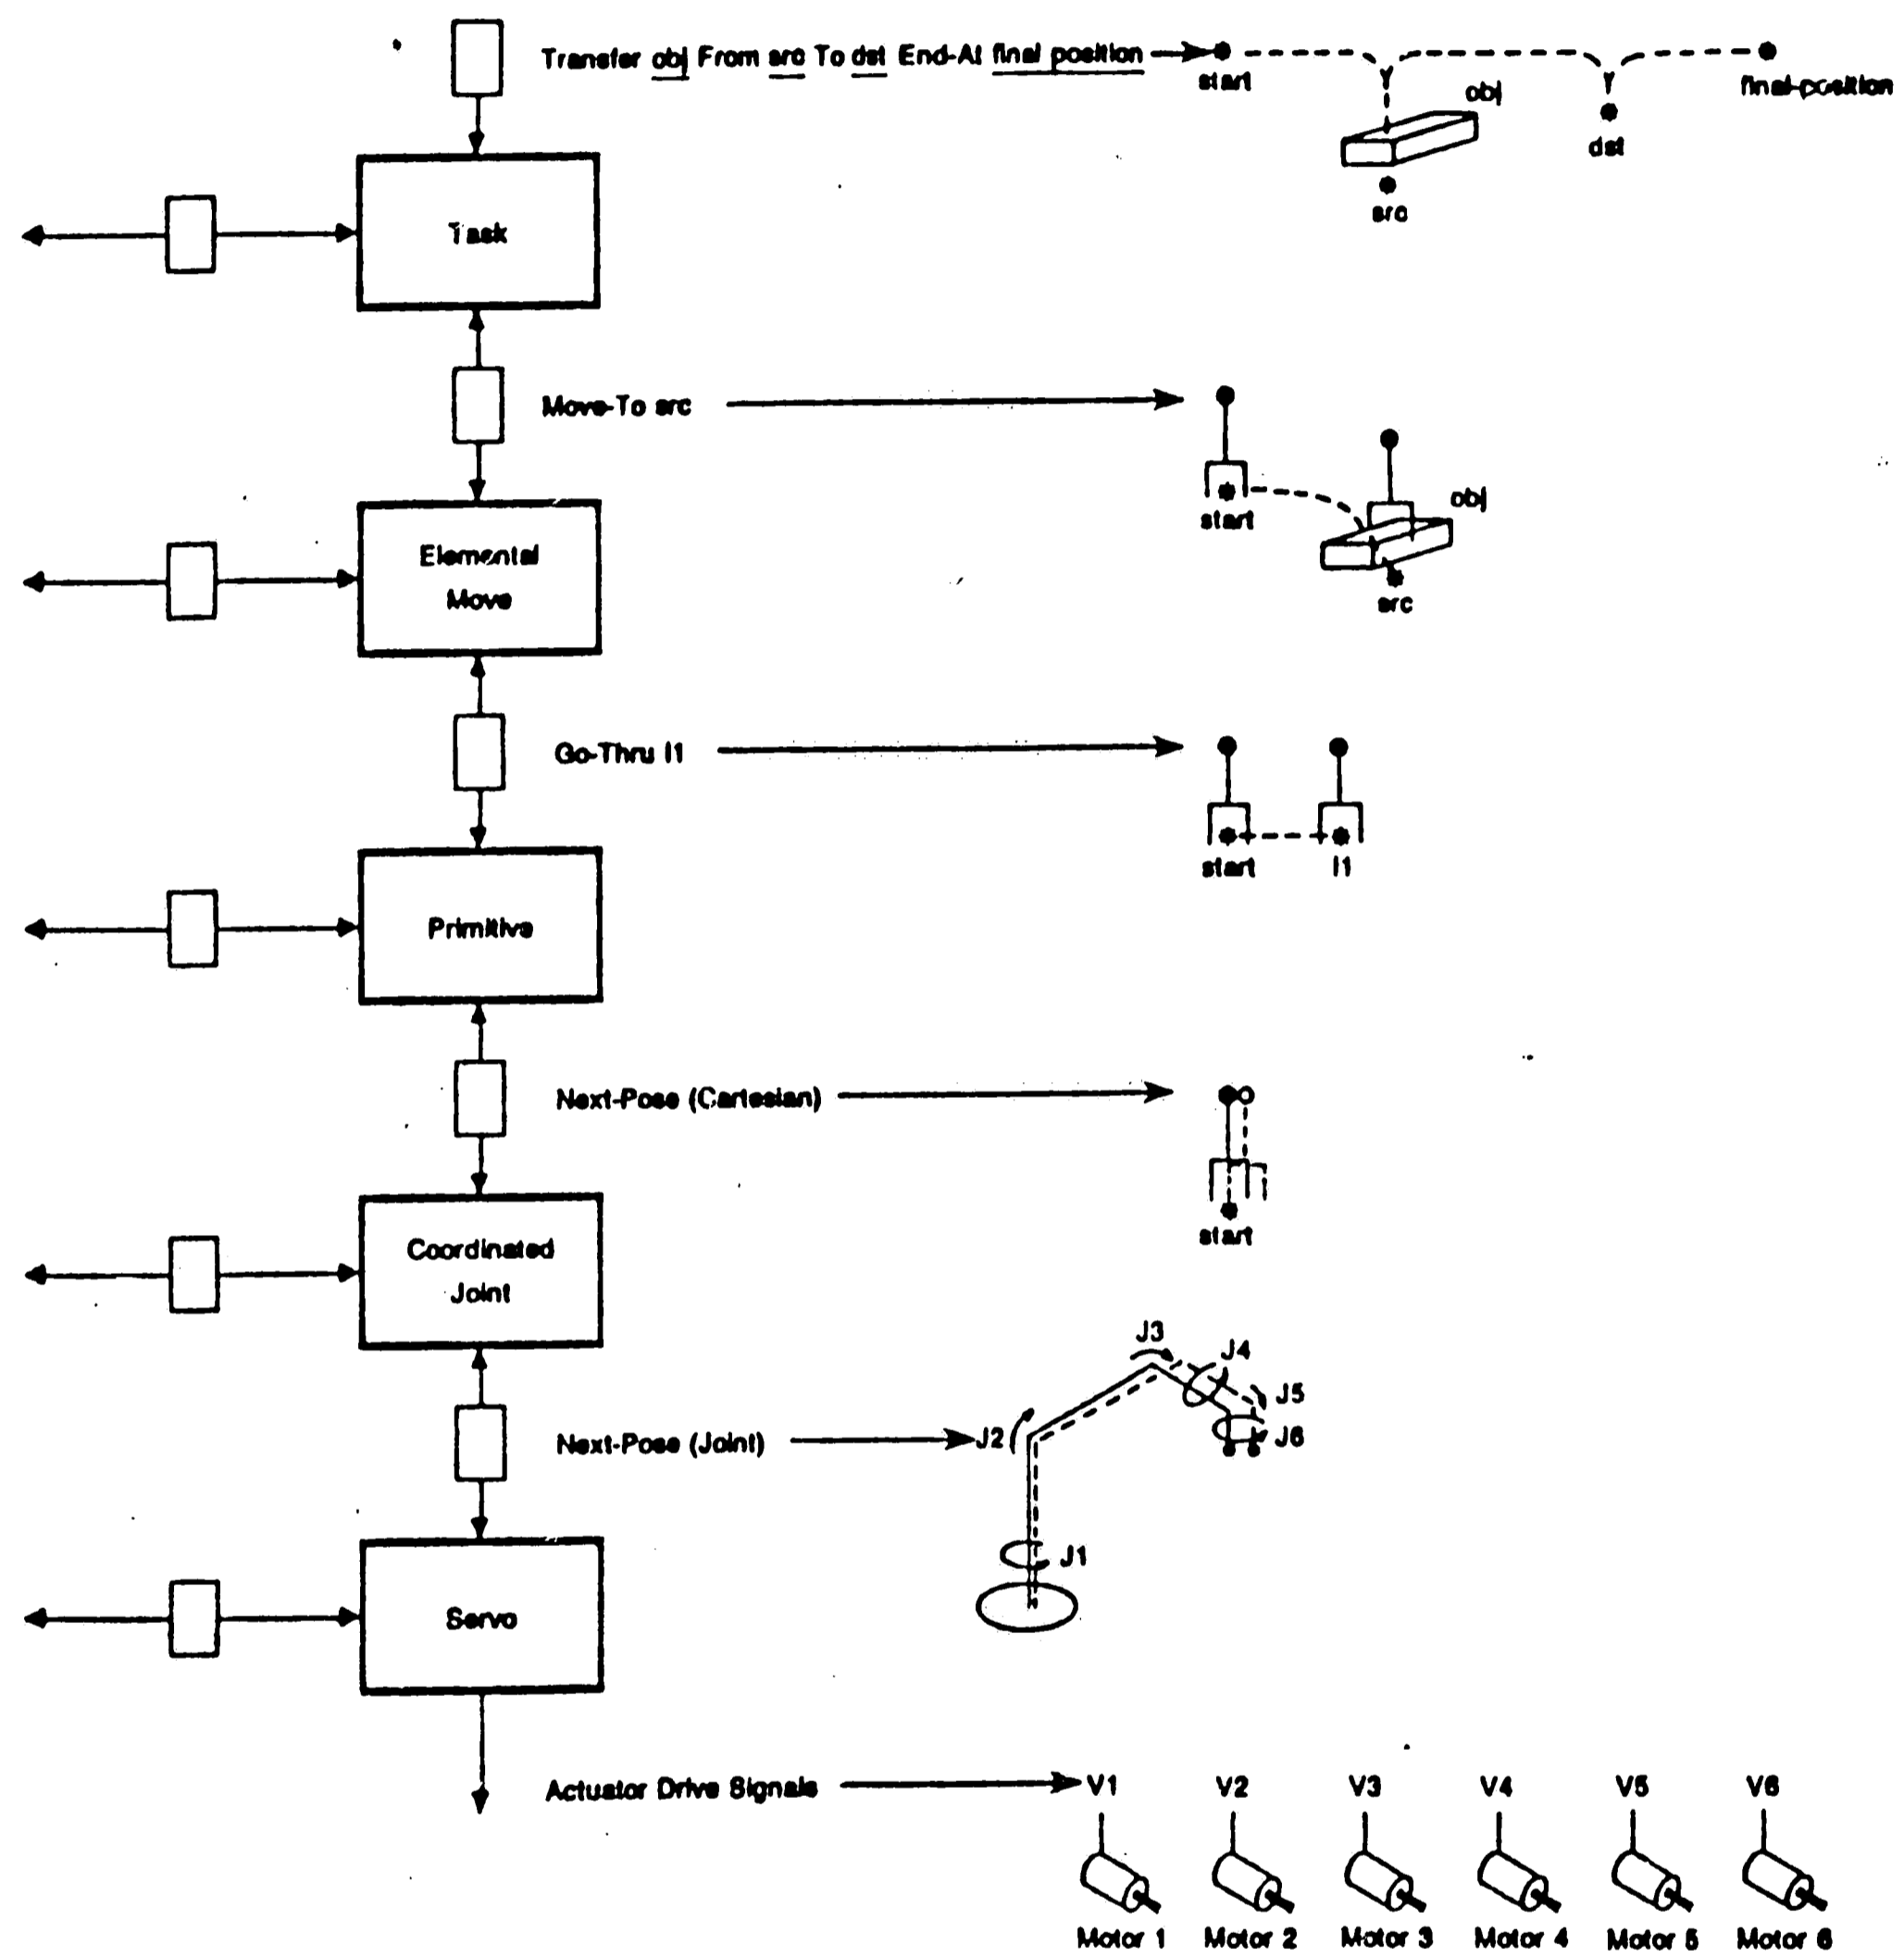 Transfer obj From src To dst End-At final position
start
obj
final-position
dst
src
Task
Move-To src
start
obj
src
Elemental
Move
Go-Thru l1
start
l1
Primitive
Next-Pose (Cartesian)
start
Coordinated
Joint
J3
J4
J5
Next-Pose (Joint)
J2
J6
J1
Servo
Actuator Drive Signals
V1
V2
V3
V4
V5
V6
Motor 1
Motor 2
Motor 3
Motor 4
Motor 5
Motor 6